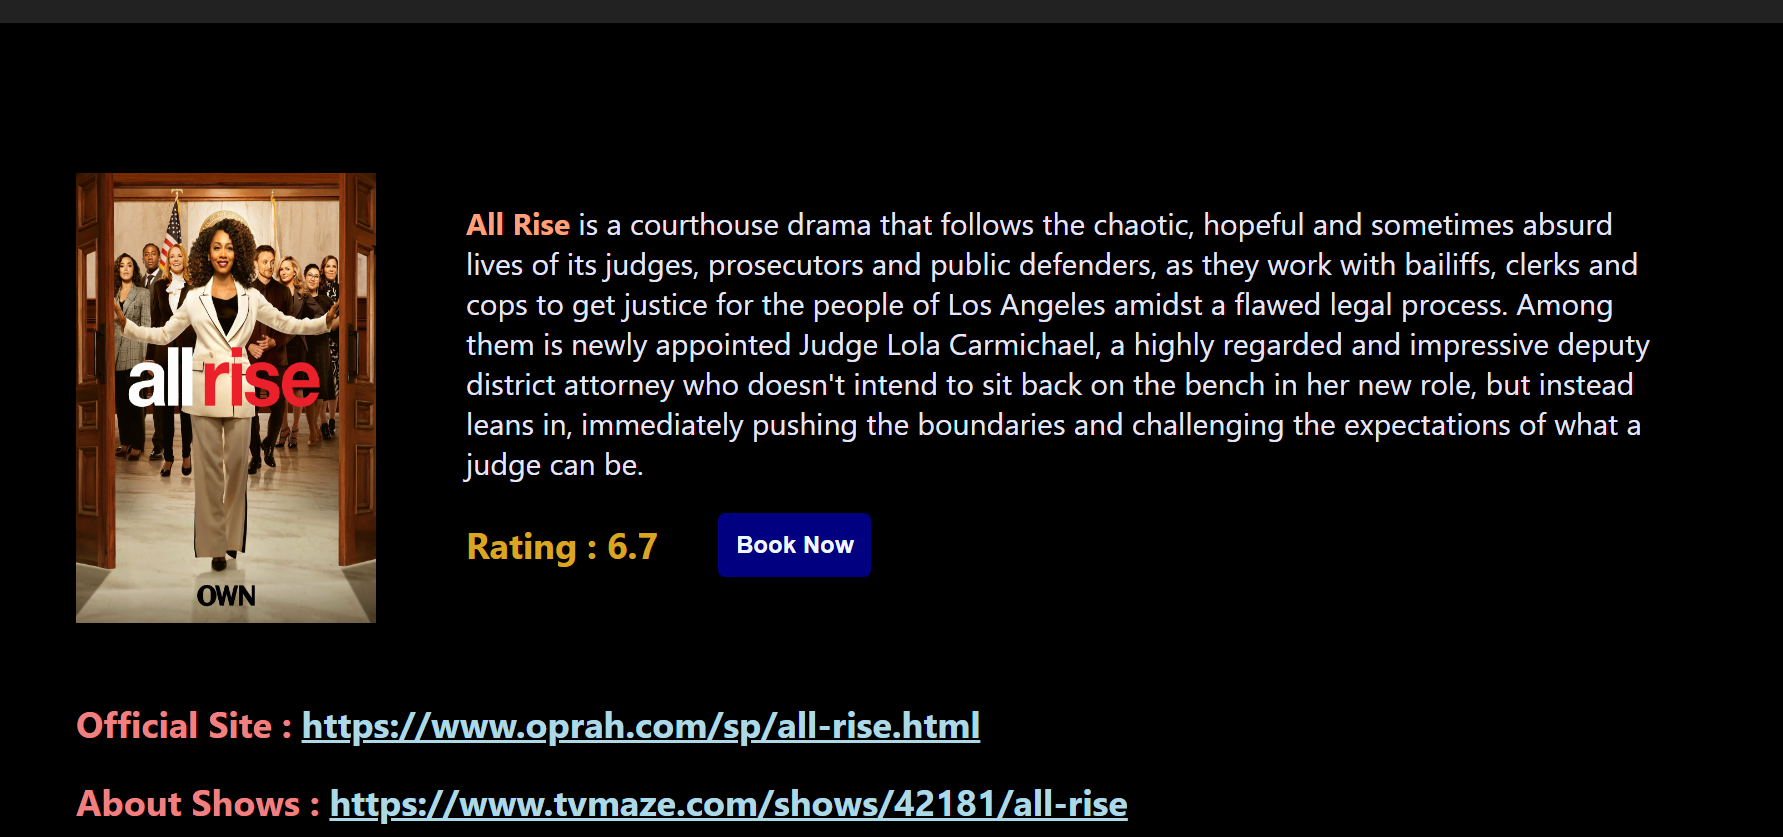 All Rise is a courthouse drama that follows the chaotic, hopeful and sometimes absurd
lives of its judges, prosecutors and public defenders, as they work with bailiffs, clerks and
cops to get justice for the people of Los Angeles amidst a flawed legal process. Among
them is newly appointed Judge Lola Carmichael, a highly regarded and impressive deputy
district attorney who doesn't intend to sit back on the bench in her new role, but instead
leans in, immediately pushing the boundaries and challenging the expectations of what a
judge can be.
all rise
OWN
Rating : 6.7
Book Now
Official Site : https://www.oprah.com/sp/all-rise.html
About Shows : https://www.tvmaze.com/shows/42181/all-rise